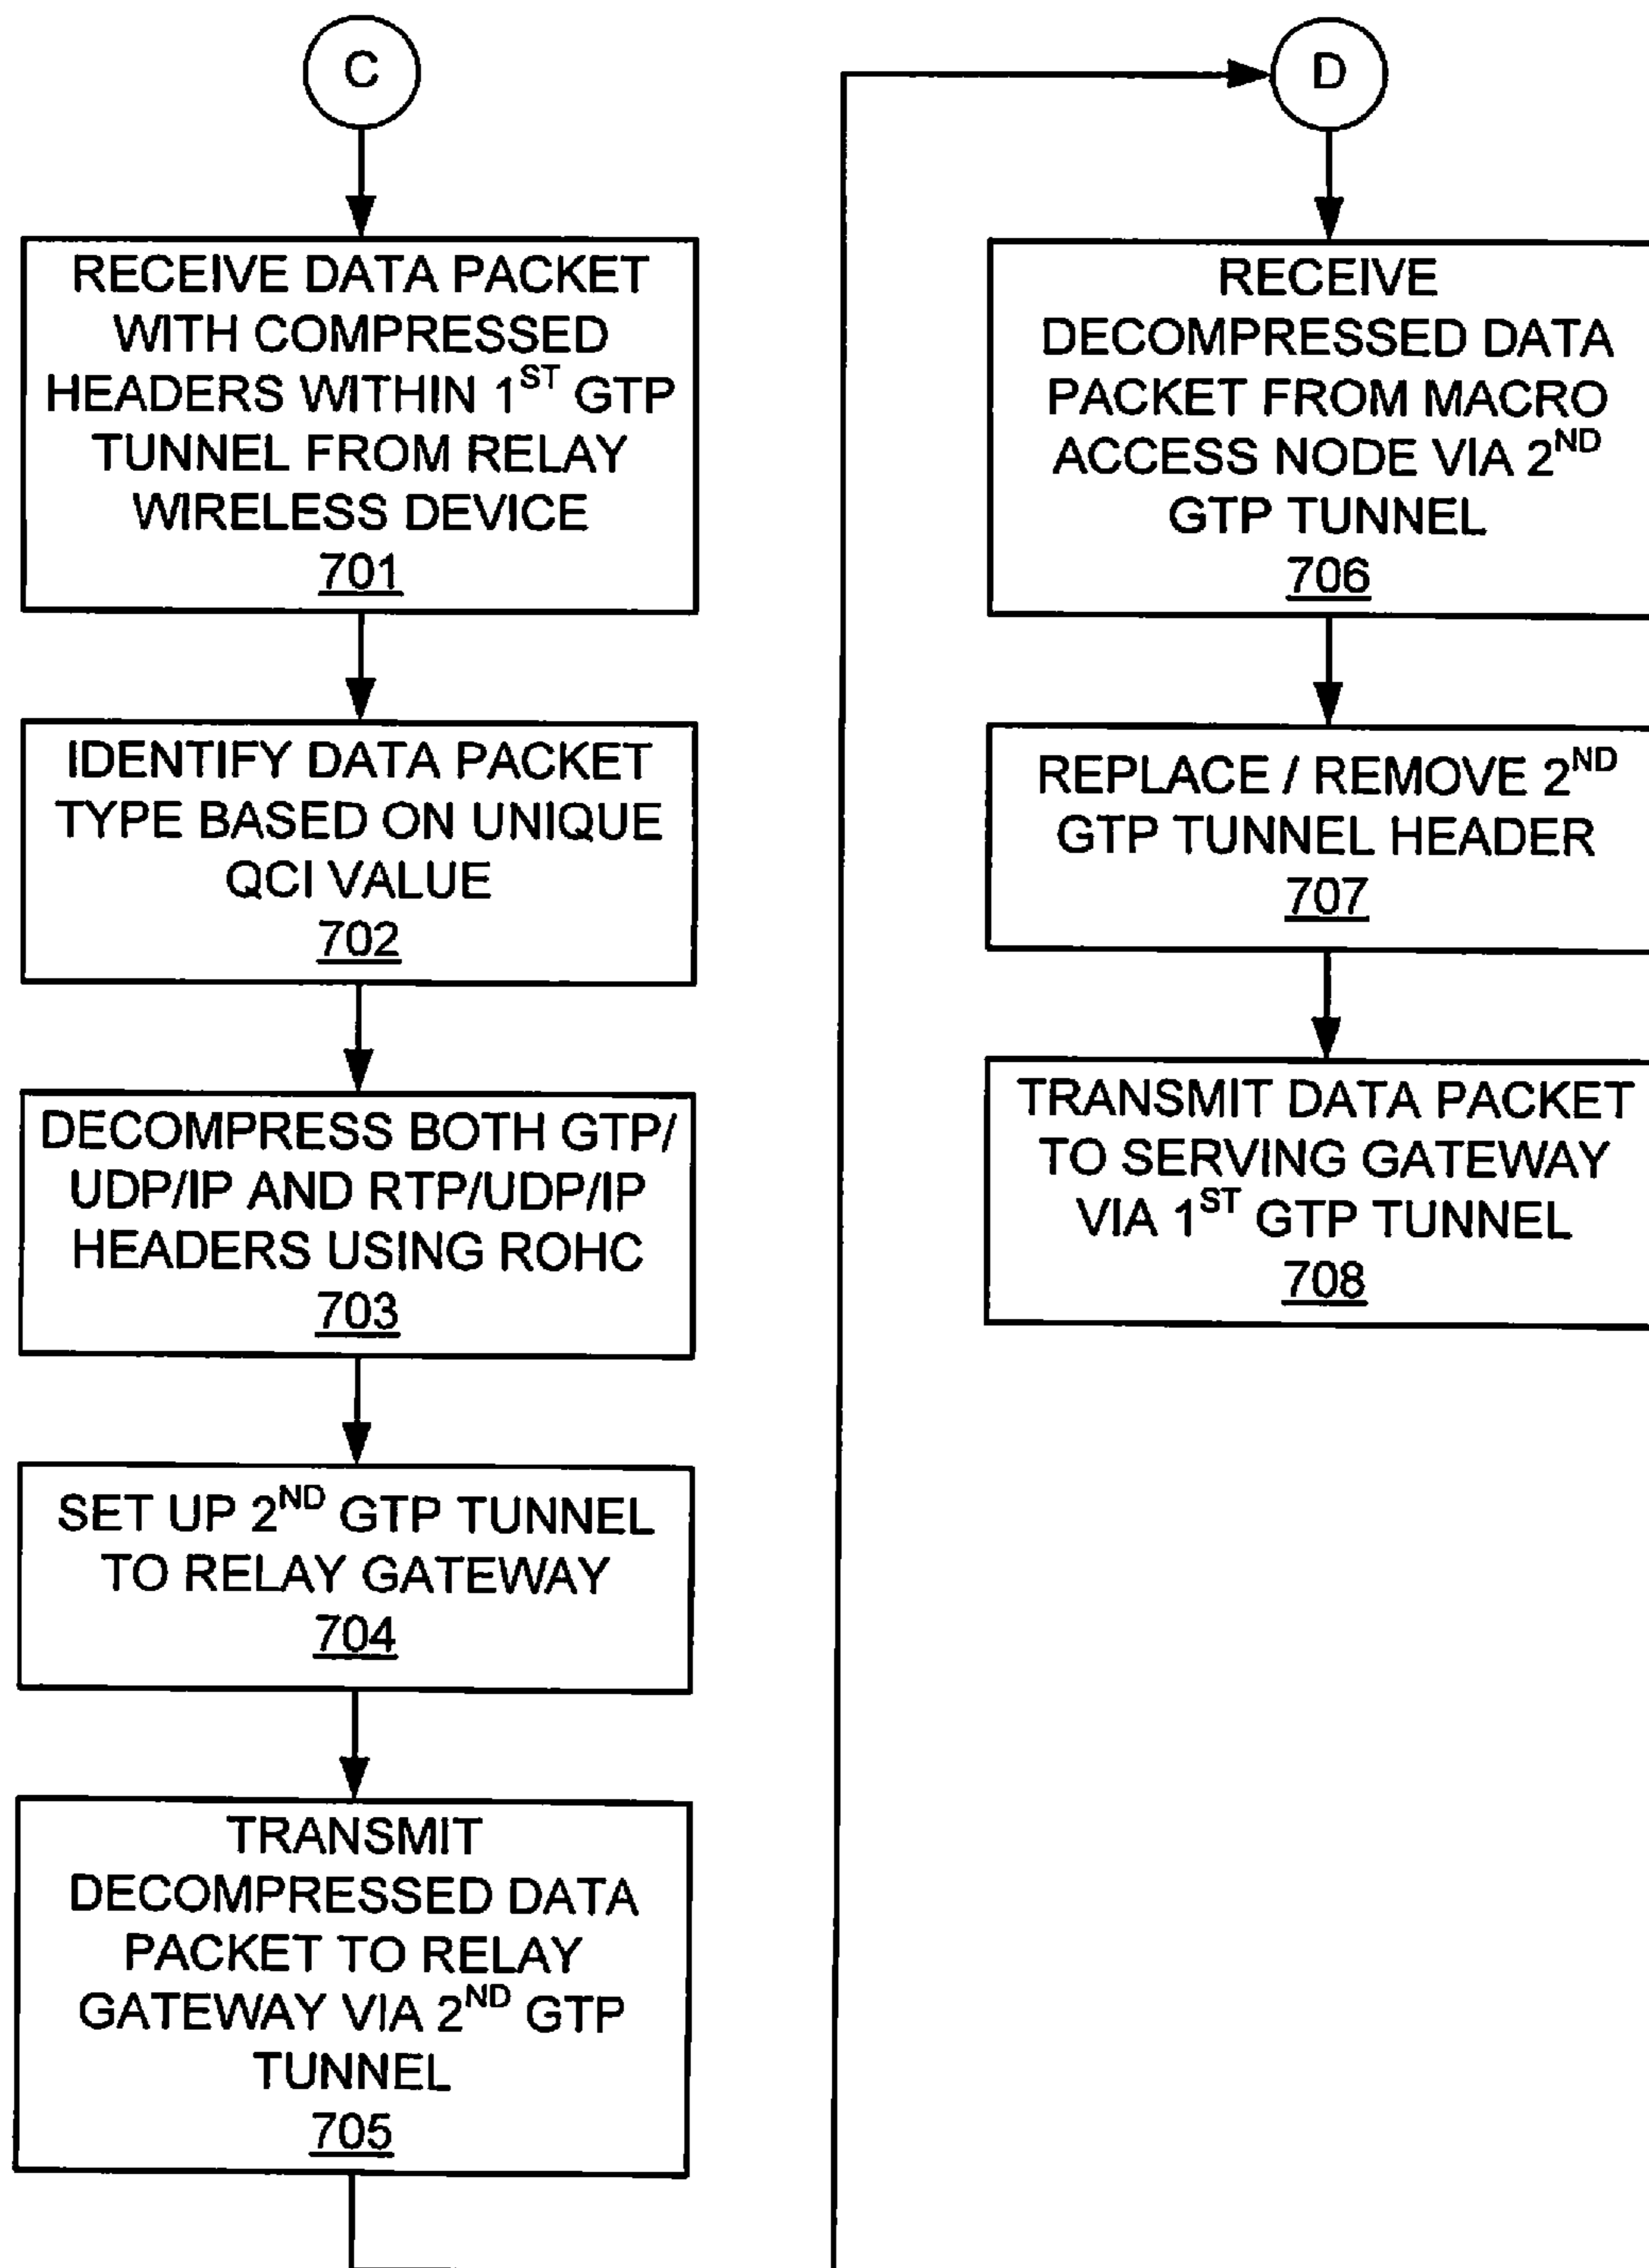 C
RECEIVE DATA PACKET
WITH COMPRESSED
HEADERS WITHIN 1ST GTP
TUNNEL FROM RELAY
WIRELESS DEVICE
701
IDENTIFY DATA PACKET
TYPE BASED ON UNIQUE
QCI VALUE
702
DECOMPRESS BOTH GTP/
UDP/IP AND RTP/UDP/IP
HEADERS USING ROHC
703
SET UP 2ND GTP TUNNEL
TO RELAY GATEWAY
704
TRANSMIT
DECOMPRESSED DATA
PACKET TO RELAY
GATEWAY VIA 2ND GTP
TUNNEL
705
D
RECEIVE
DECOMPRESSED DATA
PACKET FROM MACRO
ACCESS NODE VIA 2ND
GTP TUNNEL
706
REPLACE / REMOVE 2ND
GTP TUNNEL HEADER
707
TRANSMIT DATA PACKET
TO SERVING GATEWAY
VIA 1ST GTP TUNNEL
708